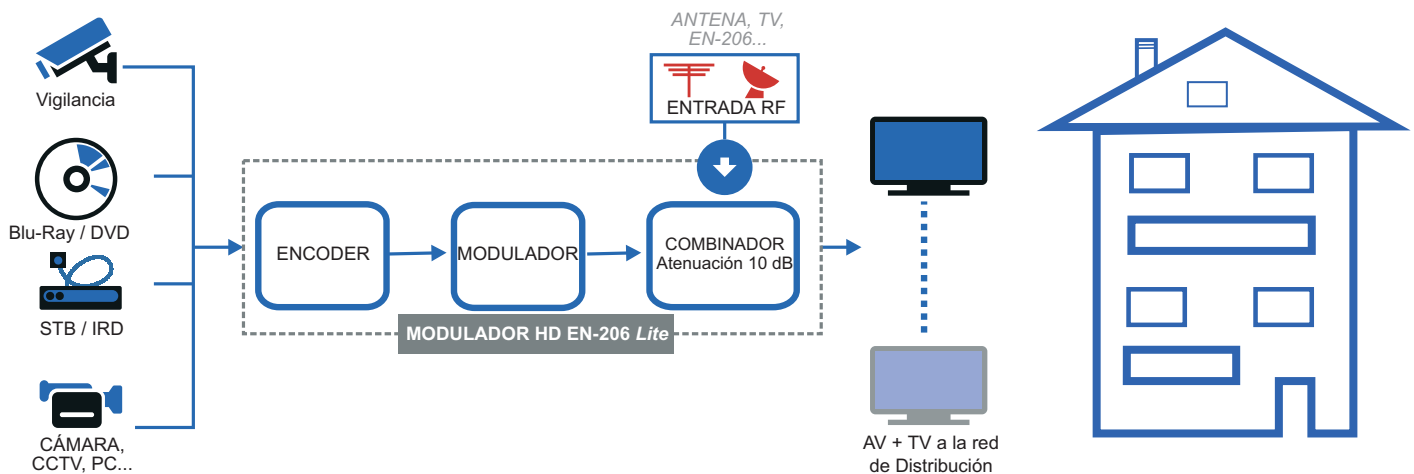 ANTENA, TV,
EN-206...
ENTRADA RF
Vigilancia
Blu-Ray / DVD
STB / IRD
CÁMARA,
CCTV, PC...
ENCODER
MODULADOR
COMBINADOR
Atenuación 10 dB
MODULADOR HD EN-206 Lite
AV + TV a la red
de Distribución